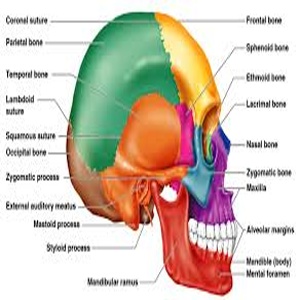 Coronal suture
Parietal bone
Temporal bone
Lambdoid
suture
Squamous suture
Occipital bone
Zygomatic process
External auditory meatus
Mastoid process
Styloid process
Mandibular ramus
Frontal bone
Sphenoid bone
Ethmoid bone
Lacrimal bone
Nasal bone
Zygomatic bone
Maxilla
Alveolar margins
Mandible (body)
Mental foramen